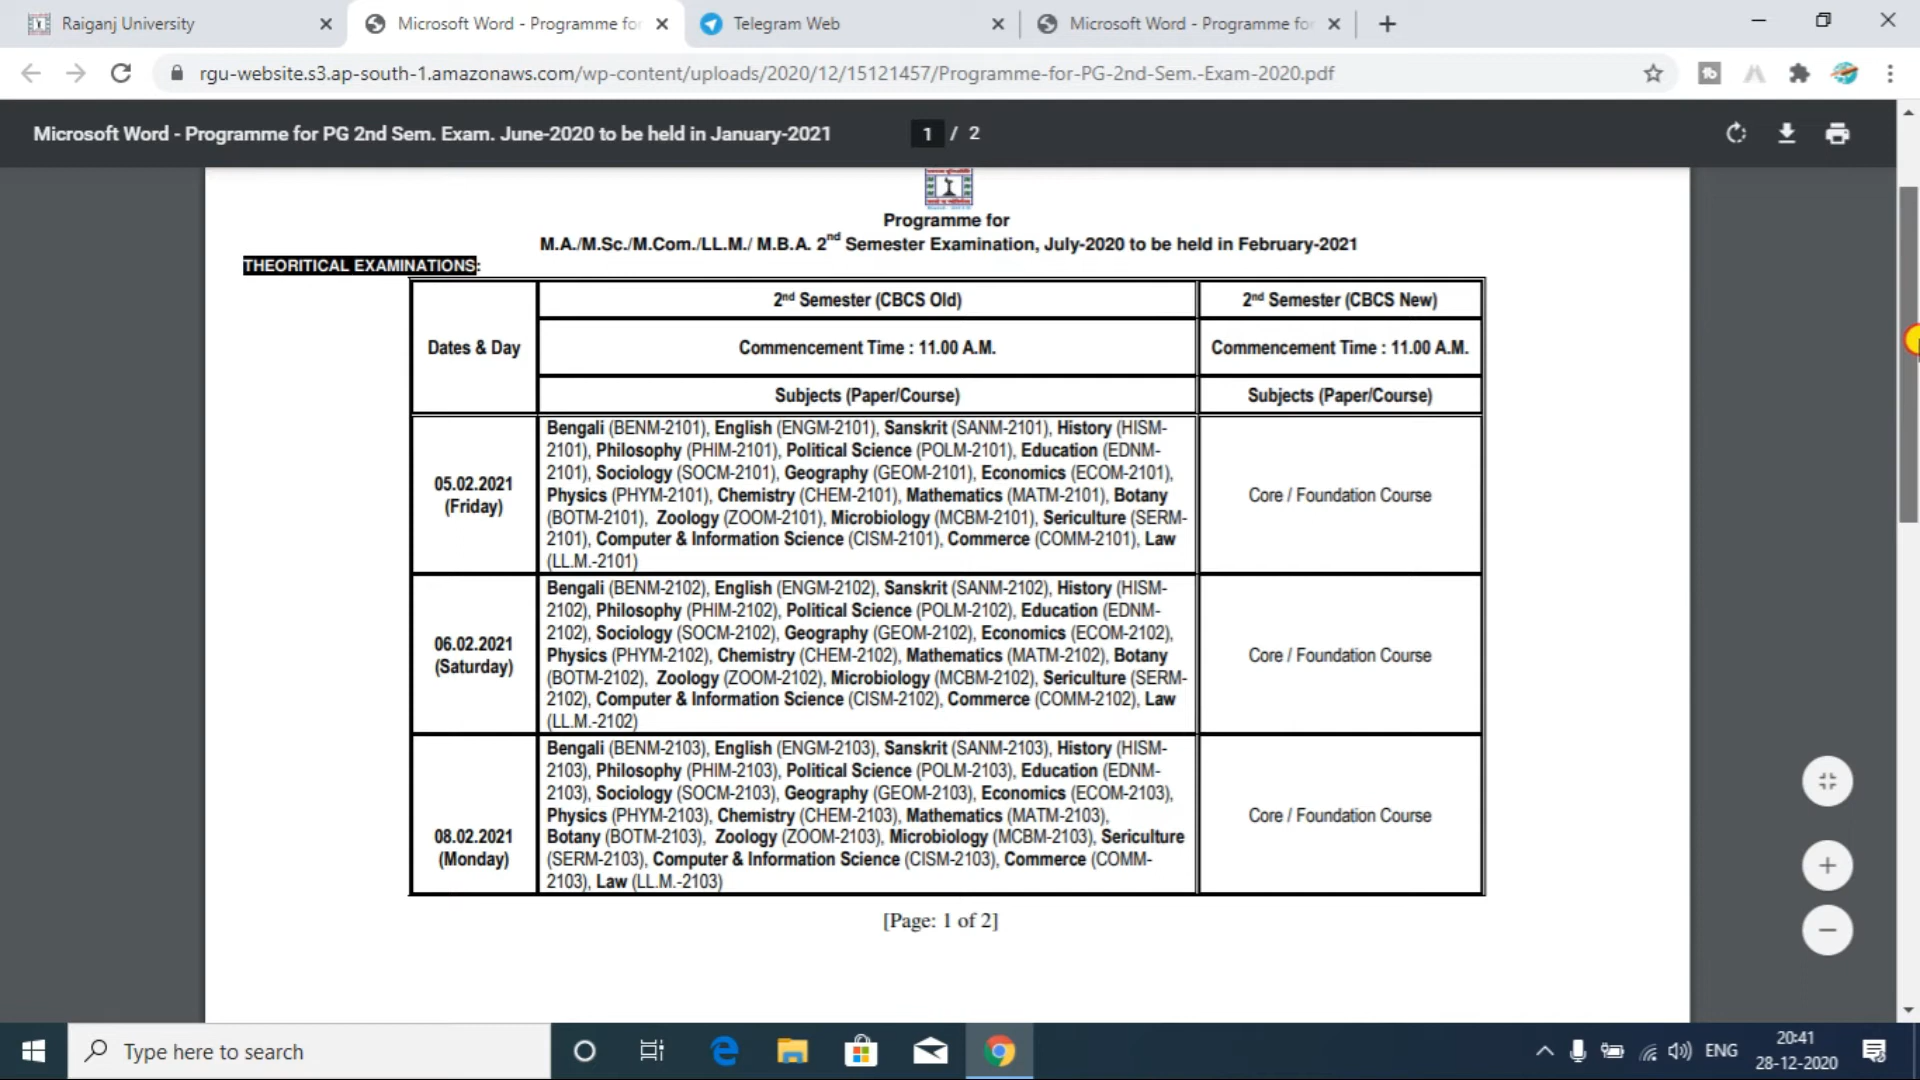 Raiganj University
Microsoft Word - Programme for
Telegram Web
Microsoft Word - Programme for
rgu-website.s3.ap-south-1.amazonaws.com/wp-content/uploads/2020/12/15121457/Programme-for-PG-2nd-Sem.-Exam-2020.pdf
Microsoft Word - Programme for PG 2nd Sem. Exam. June-2020 to be held in January-2021
1 / 2
Programme for
M.A./M.Sc./M.Com./LL.M./ M.B.A. 2nd Semester Examination, July-2020 to be held in February-2021
THEORITICAL EXAMINATIONS:
Dates & Day
2nd Semester (CBCS Old)
2nd Semester (CBCS New)
Commencement Time : 11.00 A.M.
Commencement Time : 11.00 A.M.
Subjects (Paper/Course)
Subjects (Paper/Course)
05.02.2021
(Friday)
Bengali (BENM-2101), English (ENGM-2101), Sanskrit (SANM-2101), History (HISM-
2101), Philosophy (PHIM-2101), Political Science (POLM-2101), Education (EDNM-
2101), Sociology (SOCM-2101), Geography (GEOM-2101), Economics (ECOM-2101),
Physics (PHYM-2101), Chemistry (CHEM-2101), Mathematics (MATM-2101), Botany
(BOTM-2101), Zoology (ZOOM-2101), Microbiology (MCBM-2101), Sericulture (SERM-
2101), Computer & Information Science (CISM-2101), Commerce (COMM-2101), Law
(LL.M.-2101)
Core / Foundation Course
06.02.2021
(Saturday)
Bengali (BENM-2102), English (ENGM-2102), Sanskrit (SANM-2102), History (HISM-
2102), Philosophy (PHIM-2102), Political Science (POLM-2102), Education (EDNM-
2102), Sociology (SOCM-2102), Geography (GEOM-2102), Economics (ECOM-2102),
Physics (PHYM-2102), Chemistry (CHEM-2102), Mathematics (MATM-2102), Botany
(BOTM-2102), Zoology (ZOOM-2102), Microbiology (MCBM-2102), Sericulture (SERM-
2102), Computer & Information Science (CISM-2102), Commerce (COMM-2102), Law
(LL.M.-2102)
Core / Foundation Course
08.02.2021
(Monday)
Bengali (BENM-2103), English (ENGM-2103), Sanskrit (SANM-2103), History (HISM-
2103), Philosophy (PHIM-2103), Political Science (POLM-2103), Education (EDNM-
2103), Sociology (SOCM-2103), Geography (GEOM-2103), Economics (ECOM-2103),
Physics (PHYM-2103), Chemistry (CHEM-2103), Mathematics (MATM-2103),
Botany (BOTM-2103), Zoology (ZOOM-2103), Microbiology (MCBM-2103), Sericulture
(SERM-2103), Computer & Information Science (CISM-2103), Commerce (COMM-
2103), Law (LL.M.-2103)
Core / Foundation Course
[Page: 1 of 2]
Type here to search
ENG
20:41
28-12-2020